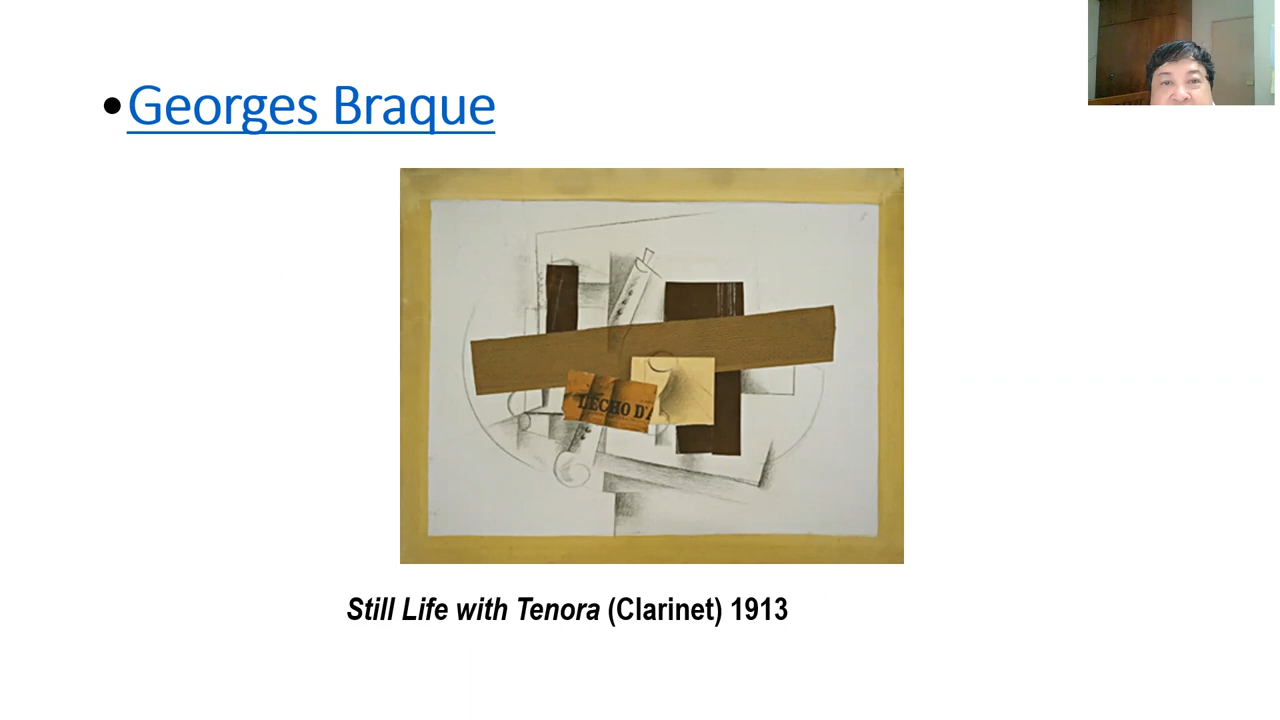 •Georges Braque
L'ECHO D'A
Still Life with Tenora (Clarinet) 1913